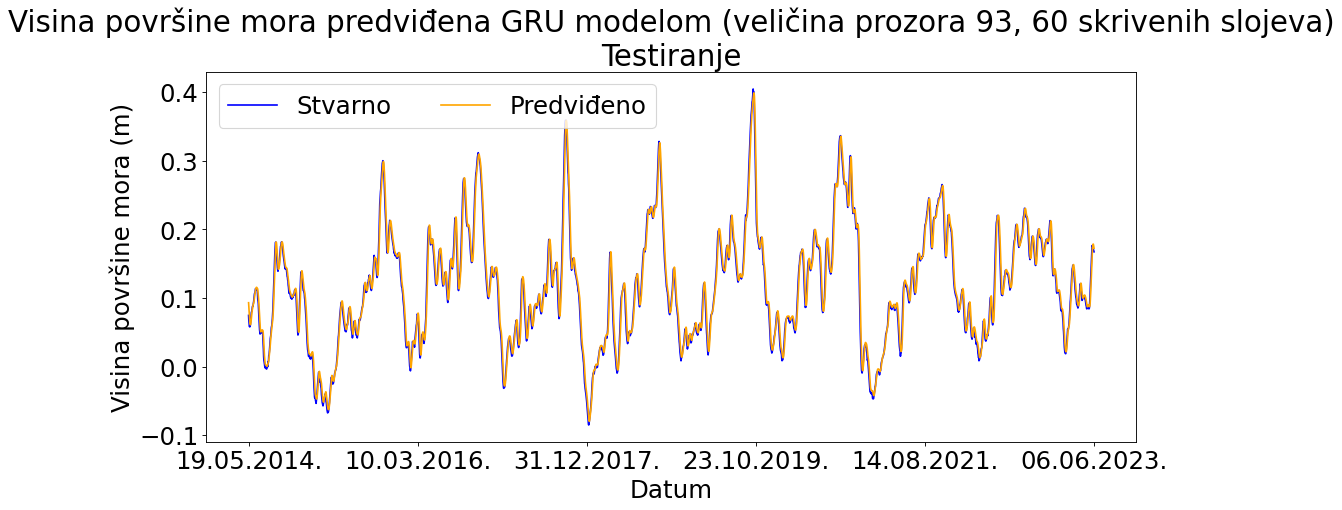 Visina površine mora predviđena GRU modelom (veličina prozora 93, 60 skrivenih slojeva)
Testiranje
Stvarno Predviđeno
Visina površine mora (m)
0.4
0.3
0.2
0.1
0.0
−0.1
19.05.2014. 10.03.2016. 31.12.2017. 23.10.2019. 14.08.2021. 06.06.2023.
Datum